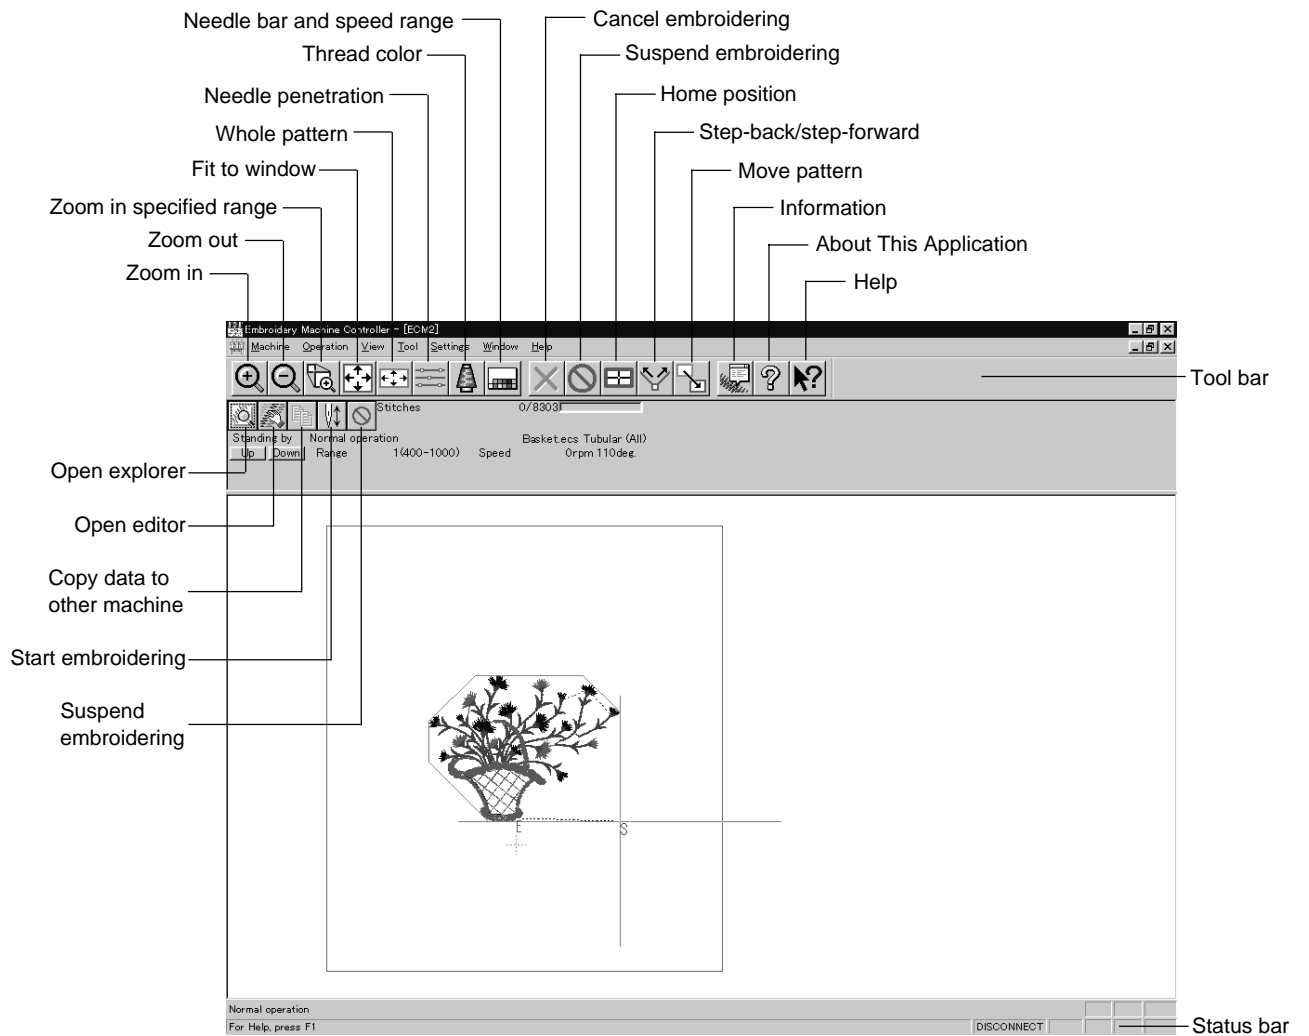 Needle bar and speed range
Cancel embroidering
Thread color
Suspend embroidering
Needle penetration
Home position
Whole pattern
Step-back/step-forward
Fit to window
Move pattern
Zoom in specified range
Information
Zoom out
About This Application
Zoom in
Help
Embroidery Machine Controller - [ECM2]
Machine Operation View Tool Settings Window Help
Tool bar
Stitches 0/8303
Standing by Normal operation Basket.ecs Tubular (All)
Up Down Range 1(400-1000) Speed 0rpm 110deg.
Open explorer
Open editor
Copy data to
other machine
Start embroidering
Suspend
embroidering
E
S
Normal operation
For Help, press F1
DISCONNECT
Status bar